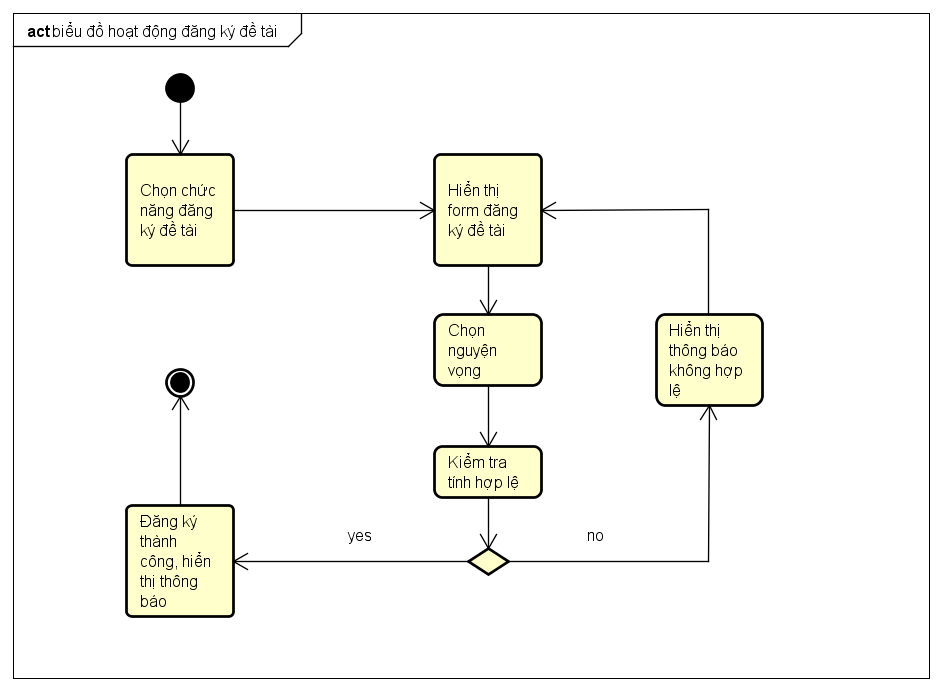 act biểu đồ hoạt động đăng ký đề tài
Chọn chức
năng đăng
ký đề tài
Hiển thị
form đăng
ký đề tài
Chọn
nguyện
vọng
Hiển thị
thông báo
không hợp
lệ
Kiểm tra
tính hợp lệ
yes
no
Đăng ký
thành
công, hiển
thị thông
báo